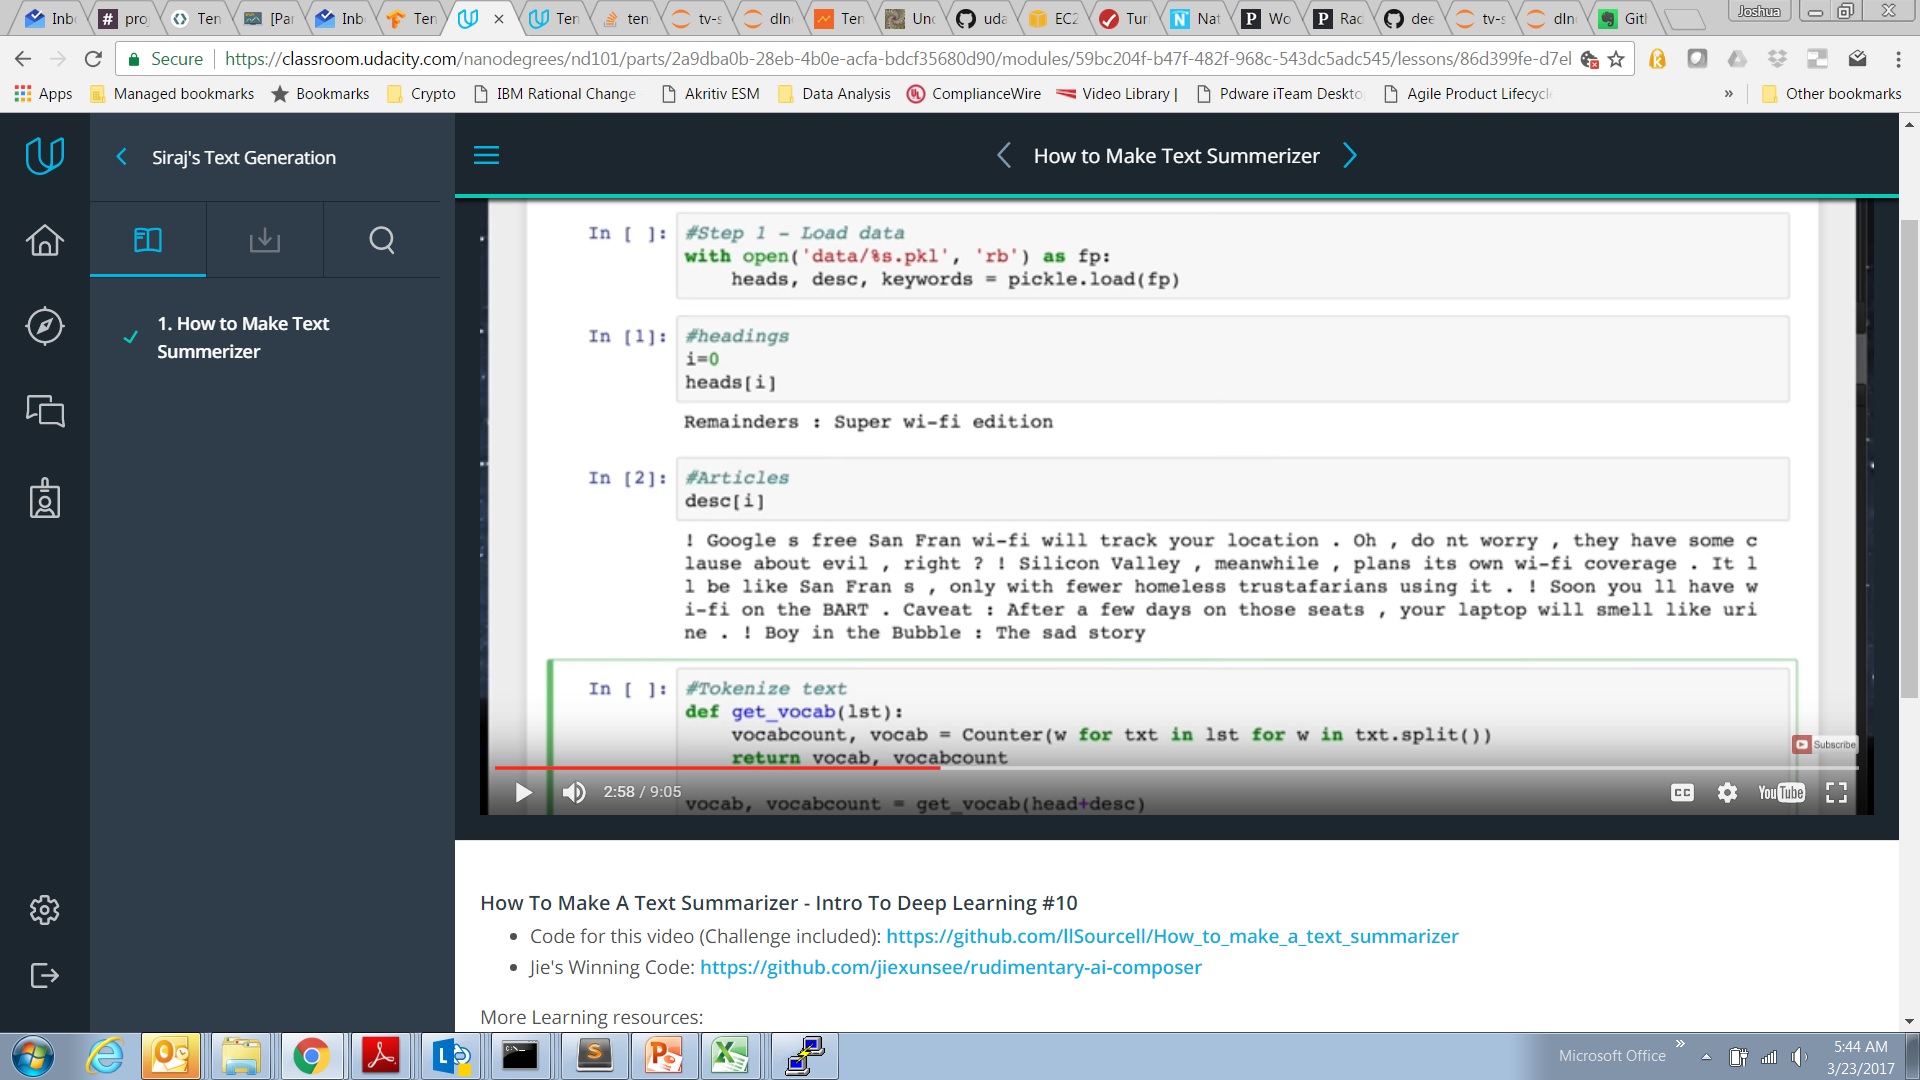 Inb
# proj
Ten
[Pa
Inb
Ten
Ten
ten
tv-s
dln
Ten
Unc
uda
EC2
Tur
Nat
Wo
Rac
dee
tv-s
dln
Gitl
Joshua
Secure | https://classroom.udacity.com/nanodegrees/nd101/parts/2a9dba0b-28eb-4b0e-acfa-bdcf35680d90/modules/59bc204f-b47f-482f-968c-543dc5adc545/lessons/86d399fe-d7el
Apps Managed bookmarks Bookmarks Crypto IBM Rational Change Akritiv ESM Data Analysis ComplianceWire Video Library | Pdware iTeam Deskto Agile Product Lifecycl » Other bookmarks
Siraj's Text Generation
How to Make Text Summerizer
1. How to Make Text
Summerizer
In [ ]: #Step 1 - Load data
with open('data/%s.pkl', 'rb') as fp:
heads, desc, keywords = pickle.load(fp)
In [1]: #headings
i=0
heads[i]
Remainders : Super wi-fi edition
In [2]: #Articles
desc[i]
! Google s free San Fran wi-fi will track your location . Oh , do nt worry , they have some c
lause about evil , right ? ! Silicon Valley , meanwhile , plans its own wi-fi coverage . It l
l be like San Fran s , only with fewer homeless trustafarians using it . ! Soon you ll have w
i-fi on the BART . Caveat : After a few days on those seats , your laptop will smell like uri
ne . ! Boy in the Bubble : The sad story
In [ ]: #Tokenize text
def get_vocab(lst):
vocabcount, vocab = Counter(w for txt in lst for w in txt.split())
return vocab, vocabcount
vocab, vocabcount = get_vocab(head+desc)
Subscribe
2:58 / 9:05
CC
YouTube
How To Make A Text Summarizer - Intro To Deep Learning #10
• Code for this video (Challenge included): https://github.com/llSourcell/How_to_make_a_text_summarizer
• Jie's Winning Code: https://github.com/jiexunsee/rudimentary-ai-composer
More Learning resources:
Microsoft Office »
5:44 AM
3/23/2017